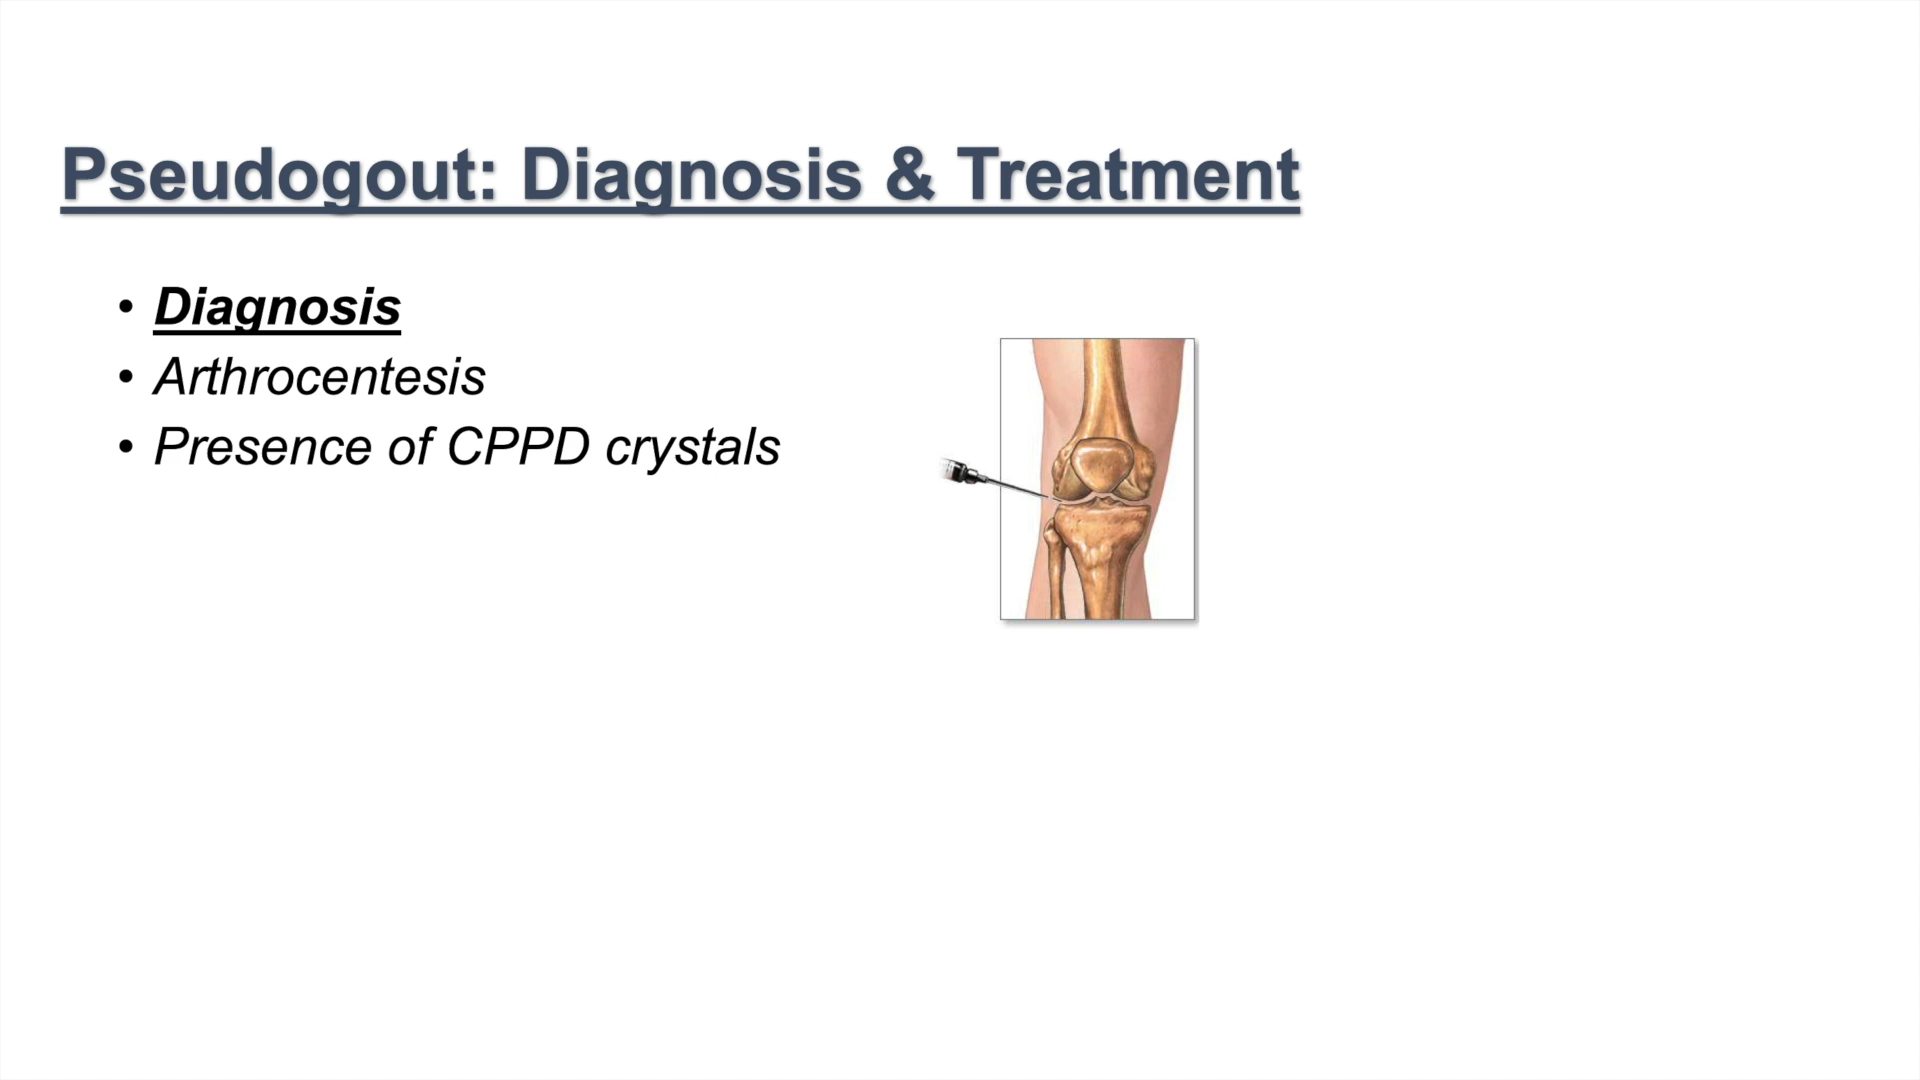 Pseudogout: Diagnosis & Treatment
• Diagnosis
• Arthrocentesis
• Presence of CPPD crystals